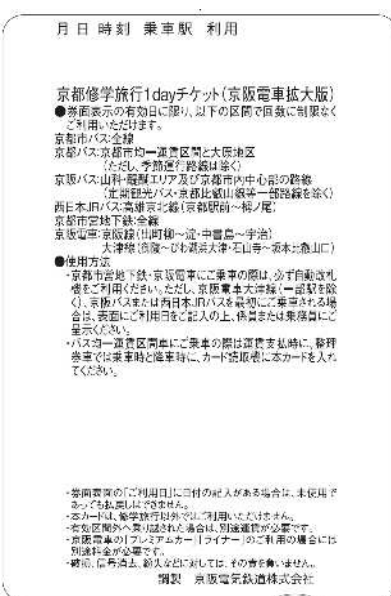 月日 時刻 乗車駅 利用
京都修学旅行1dayチケット(京阪電車拡大版)
●券面表示の有効日に限り、以下の区間で回数に制限なく
ご利用いただけます。
京都市バス:全線
京都バス:京都市均一運賃区間と大原地区
(ただし、季節運行路線は除く)
京阪バス:山科・醍醐エリア及び京都市内中心部の路線
(定期観光バス・京都比叡山線等一部路線を除く)
西日本JRバス:高雄京北線(京都駅前〜栂ノ尾)
京都市営地下鉄:全線
京阪電車:京阪線(出町柳〜淀・中書島〜宇治)
大津線(御陵〜びわ湖浜大津・石山寺〜坂本比叡山口)
●使用方法
・京都市営地下鉄・京阪電車にご乗車の際は、必ず自動改札
機をご利用ください。ただし、京阪電車大津線(一部駅を除
く)、京阪バスまたは西日本JRバスを最初にご乗車される場
合は、表面にご利用日をご記入の上、係員または乗務員にご
呈示ください。
・バス均一運賃区間車にご乗車の際は運賃支払時に、整理
券車では乗車時と降車時に、カード読取機に本カードを入れ
てください。
・券面表面の「ご利用日」に日付の記入がある場合は、未使用で
あっても払戻しはできません。
・本カードは、修学旅行以外ではご利用いただけません。
・有効区間外へ乗り越された場合は、別途運賃が必要です。
・京阪電車の「プレミアムカー」「ライナー」のご利用の場合には
別途料金が必要です。
・破損、信号消去、紛失などに対しては、その責を負いません。
調製 京阪電気鉄道株式会社